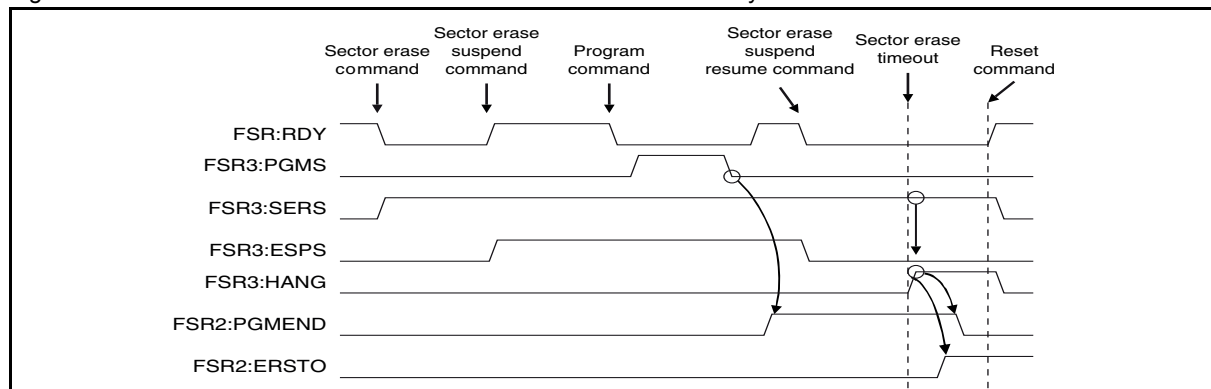 Sector erase
command
Sector erase
suspend
command
Program
command
Sector erase
suspend
resume command
Sector erase
timeout
Reset
command
FSR:RDY
FSR3:PGMS
FSR3:SERS
FSR3:ESPS
FSR3:HANG
FSR2:PGMEND
FSR2:ERSTO